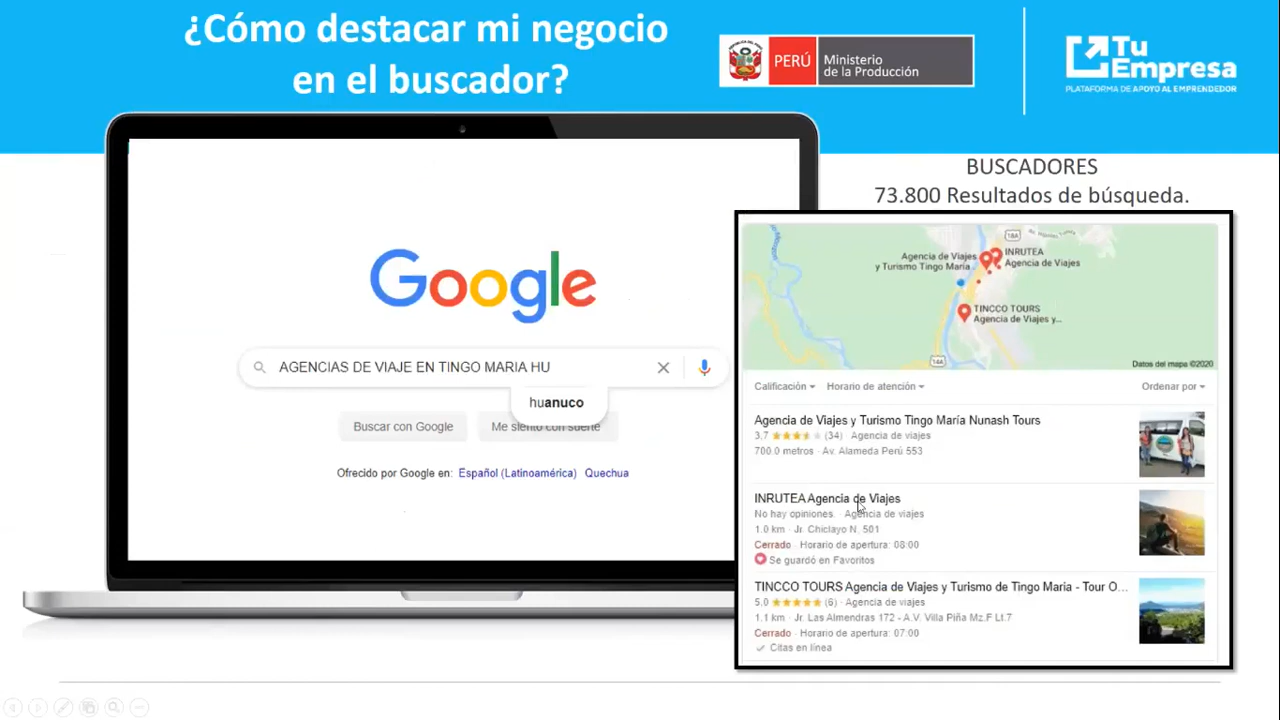 ¿Cómo destacar mi negocio
en el buscador?
PERÚ
Ministerio
de la Producción
Tu
Empresa
PLATAFORMA DE APOYO AL EMPRENDEDOR
BUSCADORES
73.800 Resultados de búsqueda.
Google
AGENCIAS DE VIAJE EN TINGO MARIA HU
huanuco
Buscar con Google
Me siento con suerte
Ofrecido por Google en: Español (Latinoamérica) Quechua
18A
Agencia de Viajes
y Turismo Tingo María
INRUTEA
Agencia de Viajes
TINCCO TOURS
Agencia de Viajes y...
14A
Datos del mapa ©2020
Calificación
Horario de atención
Ordenar por
Agencia de Viajes y Turismo Tingo María Nunash Tours
3,7 (34) · Agencia de viajes
700.0 metros · Av. Alameda Perú 553
INRUTEA Agencia de Viajes
No hay opiniones. · Agencia de viajes
1.0 km · Jr. Chiclayo N. 501
Cerrado · Horario de apertura: 08:00
Se guardó en Favoritos
TINCCO TOURS Agencia de Viajes y Turismo de Tingo Maria - Tour O...
5.0 (6) · Agencia de viajes
1.1 km · Jr. Las Almendras 172 - A.V. Villa Piña Mz.F Lt.7
Cerrado · Horario de apertura: 07:00
Citas en línea